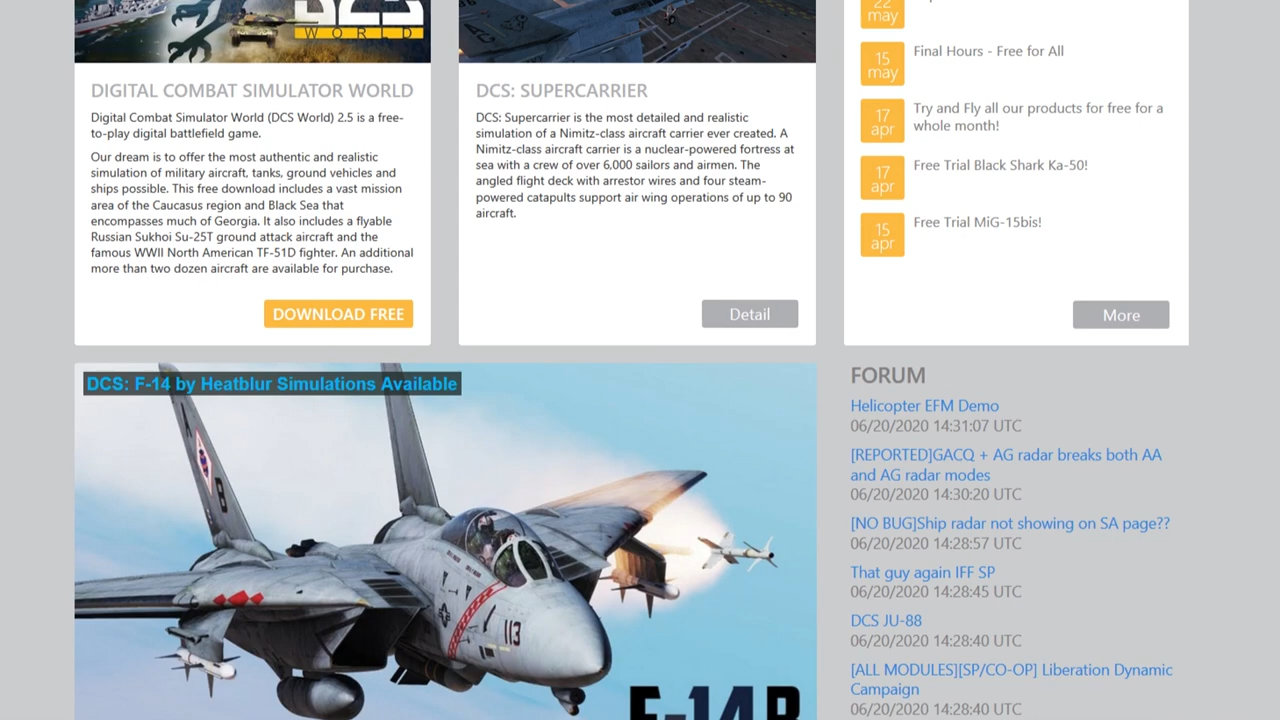 WORLD
DIGITAL COMBAT SIMULATOR WORLD
Digital Combat Simulator World (DCS World) 2.5 is a free-
to-play digital battlefield game.
Our dream is to offer the most authentic and realistic
simulation of military aircraft, tanks, ground vehicles and
ships possible. This free download includes a vast mission
area of the Caucasus region and Black Sea that
encompasses much of Georgia. It also includes a flyable
Russian Sukhoi Su-25T ground attack aircraft and the
famous WWII North American TF-51D fighter. An additional
more than two dozen aircraft are available for purchase.
DOWNLOAD FREE
DCS: SUPERCARRIER
DCS: Supercarrier is the most detailed and realistic
simulation of a Nimitz-class aircraft carrier ever created. A
Nimitz-class aircraft carrier is a nuclear-powered fortress at
sea with a crew of over 6,000 sailors and airmen. The
angled flight deck with arrestor wires and four steam-
powered catapults support air wing operations of up to 90
aircraft.
Detail
22
may
15
may
Final Hours - Free for All
17
apr
Try and Fly all our products for free for a
whole month!
17
apr
Free Trial Black Shark Ka-50!
15
apr
Free Trial MiG-15bis!
More
DCS: F-14 by Heatblur Simulations Available
113
F-14B
FORUM
Helicopter EFM Demo
06/20/2020 14:31:07 UTC
[REPORTED]GACQ + AG radar breaks both AA
and AG radar modes
06/20/2020 14:30:20 UTC
[NO BUG]Ship radar not showing on SA page??
06/20/2020 14:28:57 UTC
That guy again IFF SP
06/20/2020 14:28:45 UTC
DCS JU-88
06/20/2020 14:28:40 UTC
[ALL MODULES][SP/CO-OP] Liberation Dynamic
Campaign
06/20/2020 14:28:40 UTC